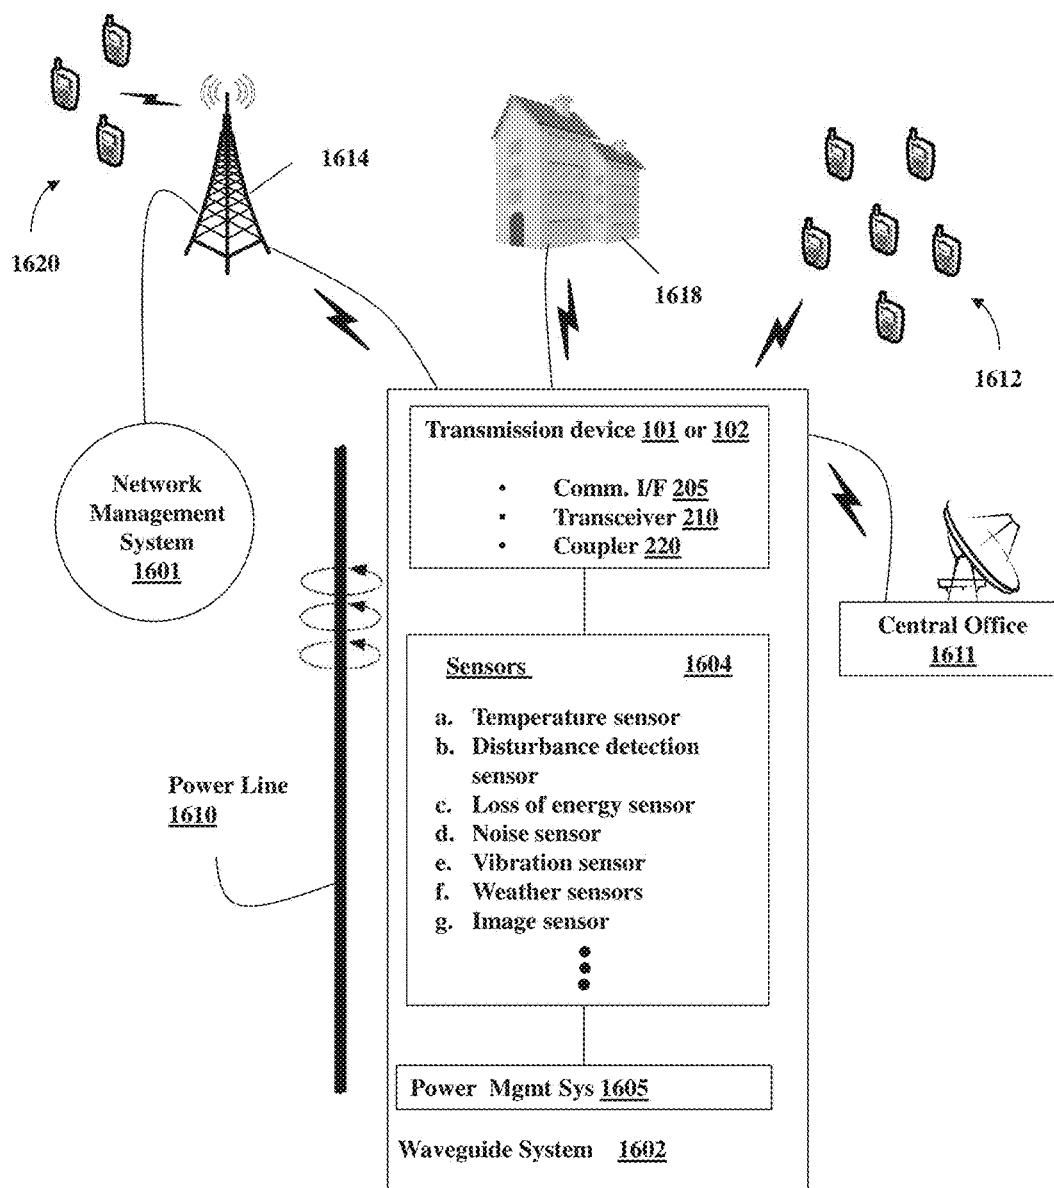 1614
1620
1618
1612
Transmission device 101 or 102
• Comm. I/F 205
• Transceiver 210
• Coupler 220
Network
Management
System
1601
Central Office
1611
Sensors 1604
a. Temperature sensor
b. Disturbance detection
sensor
c. Loss of energy sensor
d. Noise sensor
e. Vibration sensor
f. Weather sensors
g. Image sensor
Power Line
1610
Power Mgmt Sys 1605
Waveguide System 1602